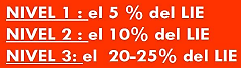 NIVEL 1 : el 5 % del LIE
NIVEL 2 : el 10% del LIE
NIVEL 3: el  20-25% del LIE